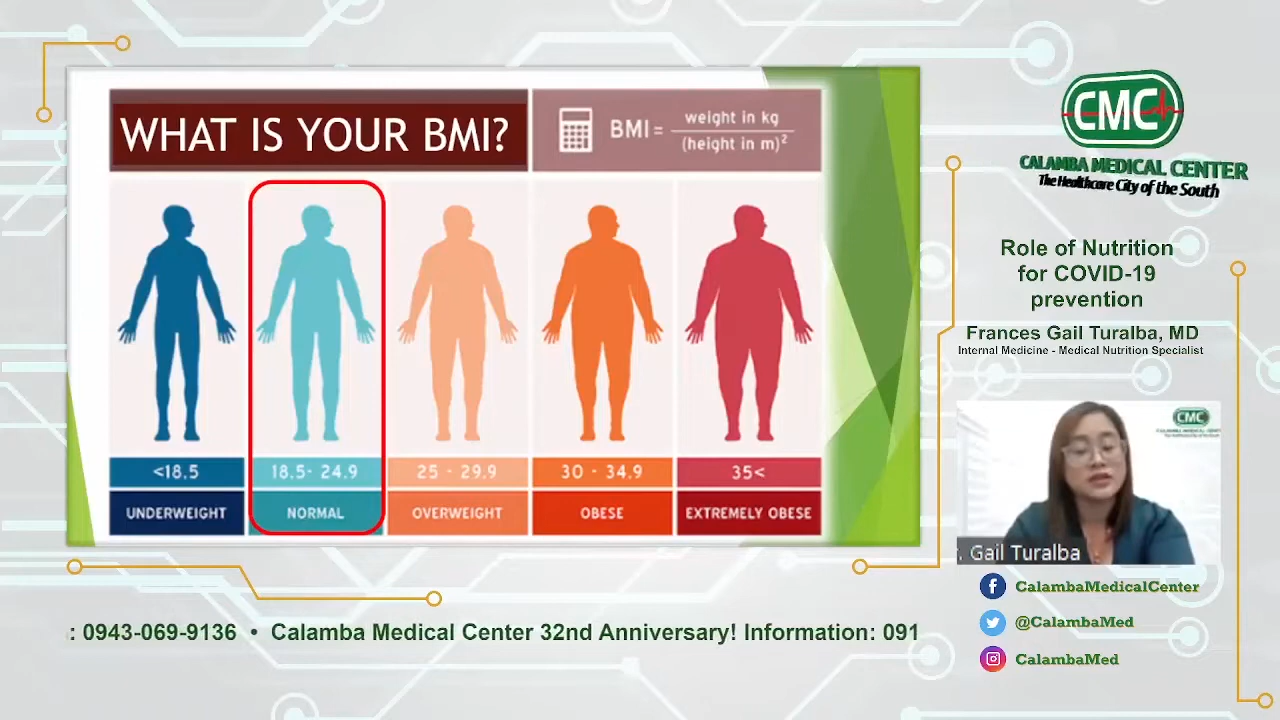 WHAT IS YOUR BMI?
BMI = weight in kg
(height in m)2
<18.5
18.5- 24.9
25 - 29.9
30 - 34.9
35<
UNDERWEIGHT
NORMAL
OVERWEIGHT
OBESE
EXTREMELY OBESE
CMC
CALAMBA MEDICAL CENTER
The Healthcare City of the South
Role of Nutrition
for COVID-19
prevention
Frances Gail Turalba, MD
Internal Medicine - Medical Nutrition Specialist
CMC
. Gail Turalba
CalambaMedicalCenter
@CalambaMed
CalambaMed
: 0943-069-9136 • Calamba Medical Center 32nd Anniversary! Information: 091